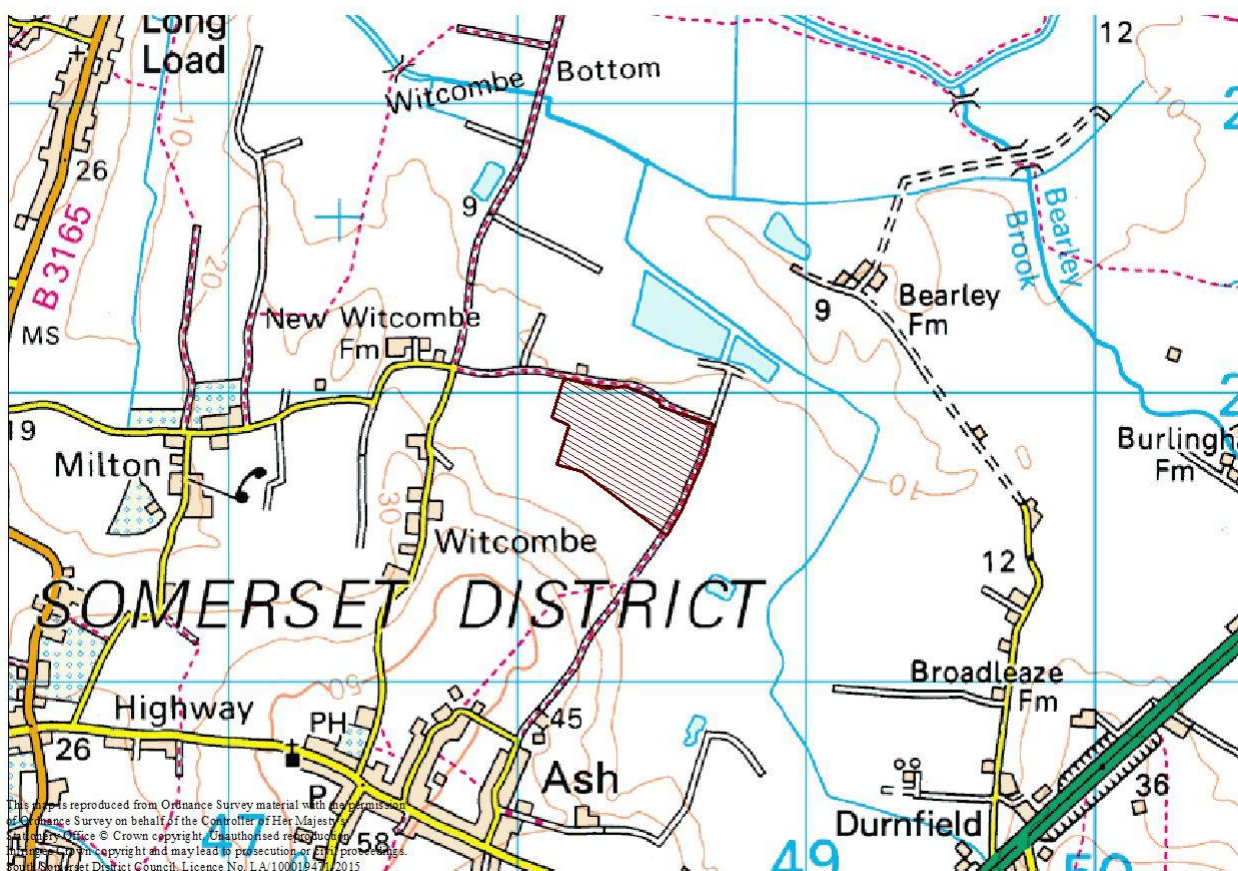 Long
Load
12
Witcombe Bottom
10
10
26
B 3165
20
9
Bearley
Brook
MS
New Witcombe
Fm
Bearley
Fm
9
19
Milton
Burlingha
Fm
10
30
Witcombe
12
SOMERSET DISTRICT
50
Broadleaze
Fm
Highway
PH
45
26
P
Ash
36
Durnfield
58
47
49
50
This map is reproduced from Ordnance Survey material with the permission
of Ordnance Survey on behalf of the Controller of Her Majesty's
Stationery Office © Crown copyright. Unauthorised reproduction
infringes Crown copyright and may lead to prosecution or civil proceedings.
South Somerset District Council, Licence No. LA/100019471-2015